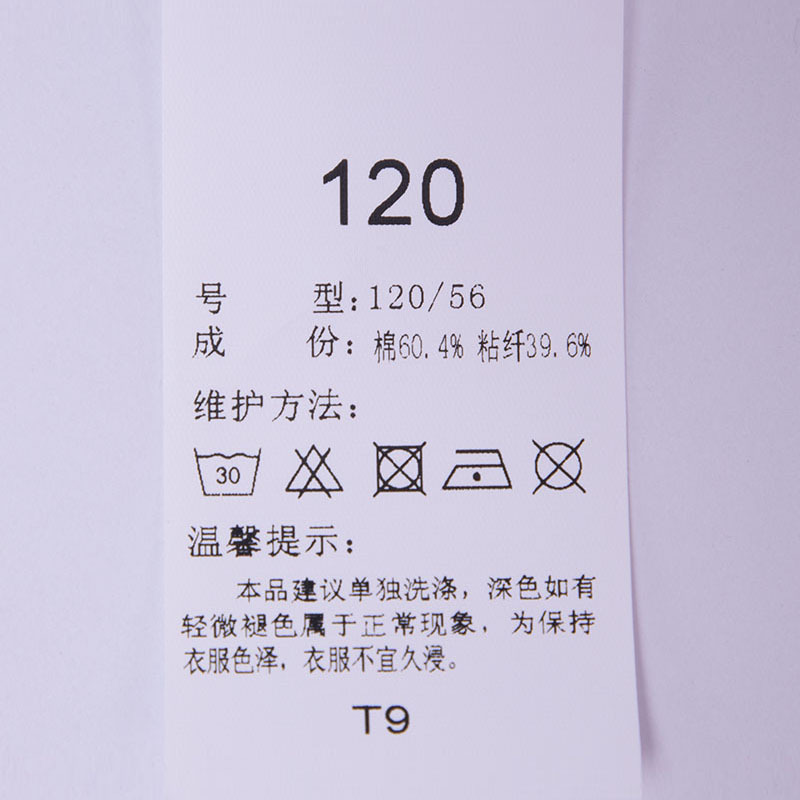 120
号 型:120/56
成 份:棉60.4% 粘纤39.6%
维护方法:
30
温馨提示:
本品建议单独洗涤，深色如有
轻微褪色属于正常现象，为保持
衣服色泽，衣服不宜久浸。
T9